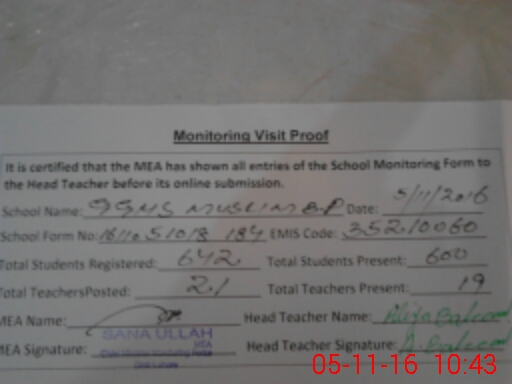 Monitoring Visit Proof
It is certified that the MEA has shown all entries of the School Monitoring Form to
the Head Teacher before its online submission.
School Name: GGHS MUSLIM B.P Date: 5/11/2016
School Form No: EMIS Code: 35210060
Total Students Registered: 642 Total Students Present: 600
Total TeachersPosted: 21 Total Teachers Present: 19
MEA Name: Head Teacher Name:
SANA ULLAH
MEA
MEA Signature: Head Teacher Signature:
05-11-16 10:43